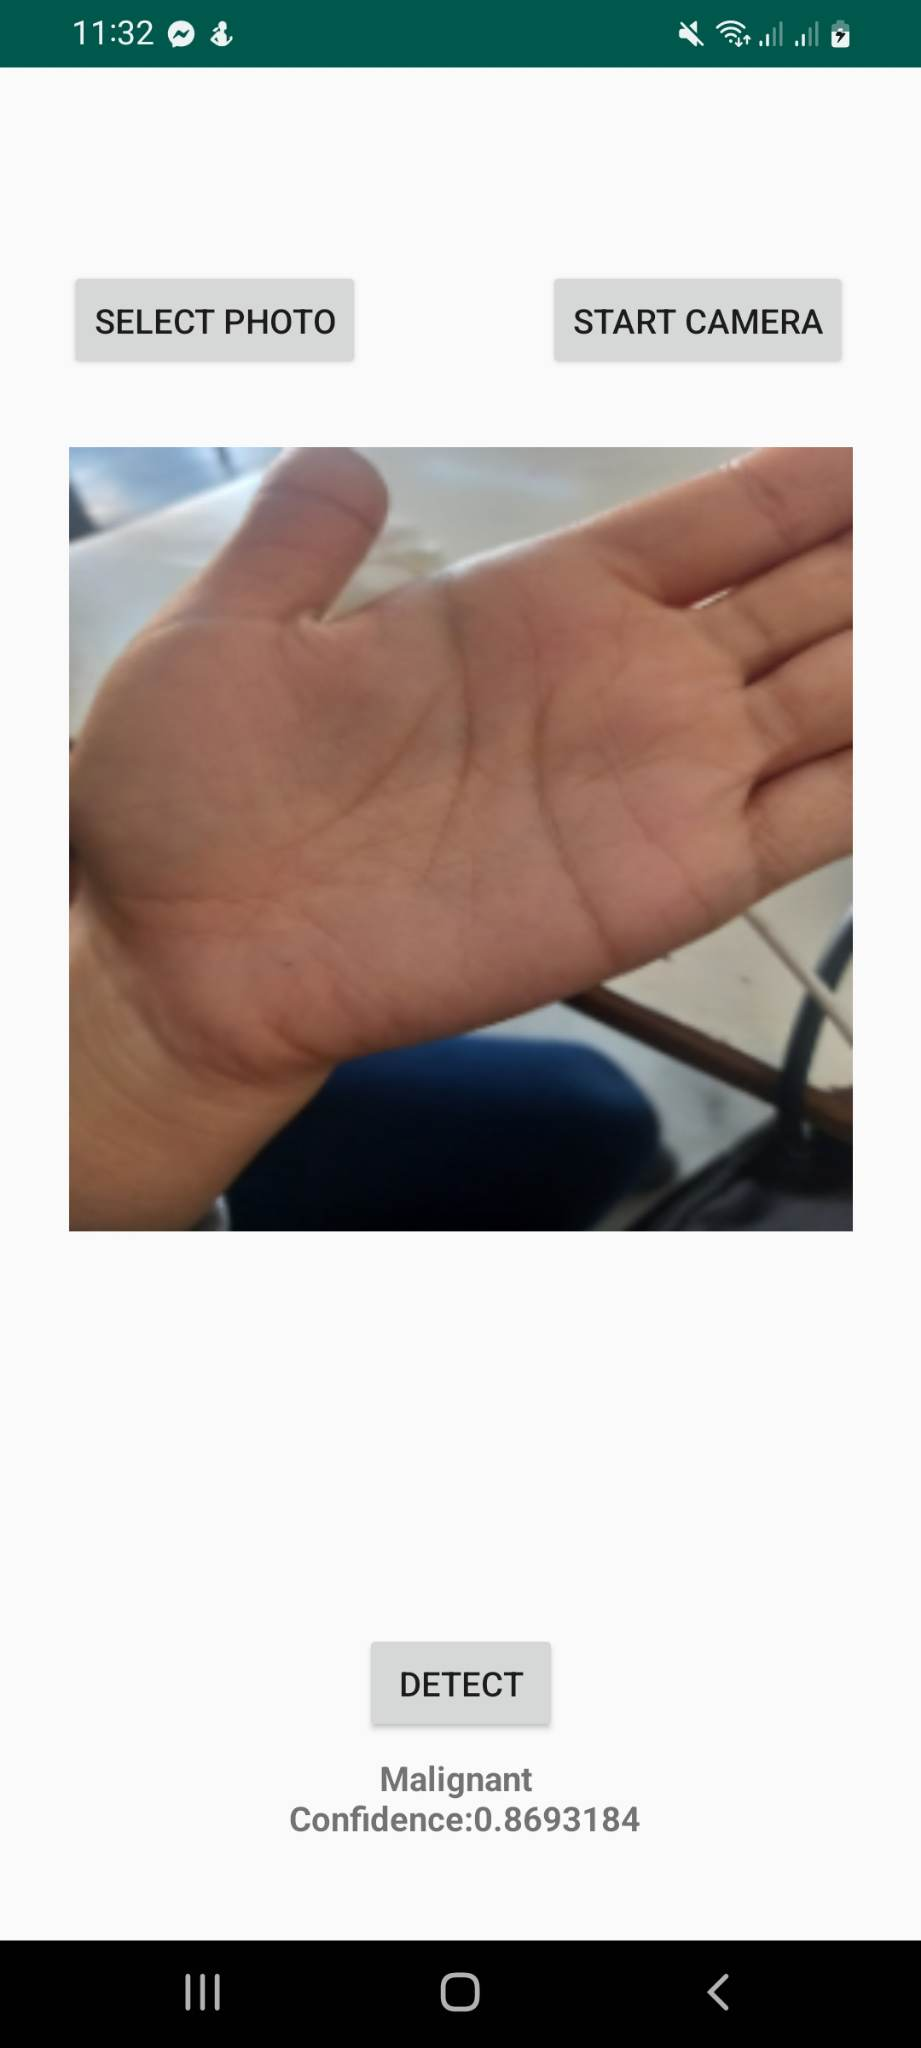 11:32
SELECT PHOTO
START CAMERA
DETECT
Malignant
Confidence:0.8693184